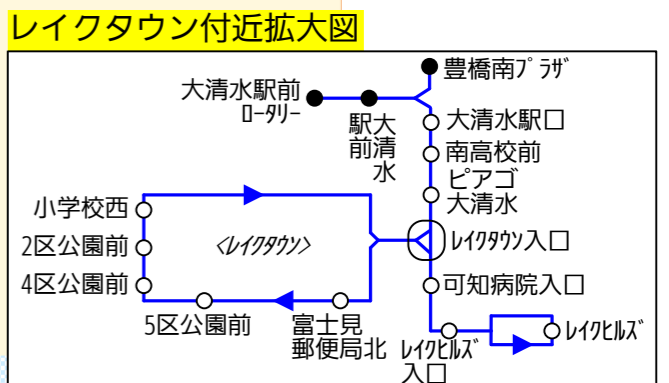 レイクタウン付近拡大図
豊橋南ﾌﾟﾗｻﾞ
大清水駅前
ﾛｰﾀﾘｰ
大清水
駅前
大清水駅口
南高校前
ピアゴ
大清水
小学校西
<ﾚｲｸﾀｳﾝ>
ﾚｲｸﾀｳﾝ入口
2区公園前
4区公園前
可知病院入口
5区公園前
富士見
郵便局北
ﾚｲｸﾋﾙｽﾞ
入口
ﾚｲｸﾋﾙｽﾞ